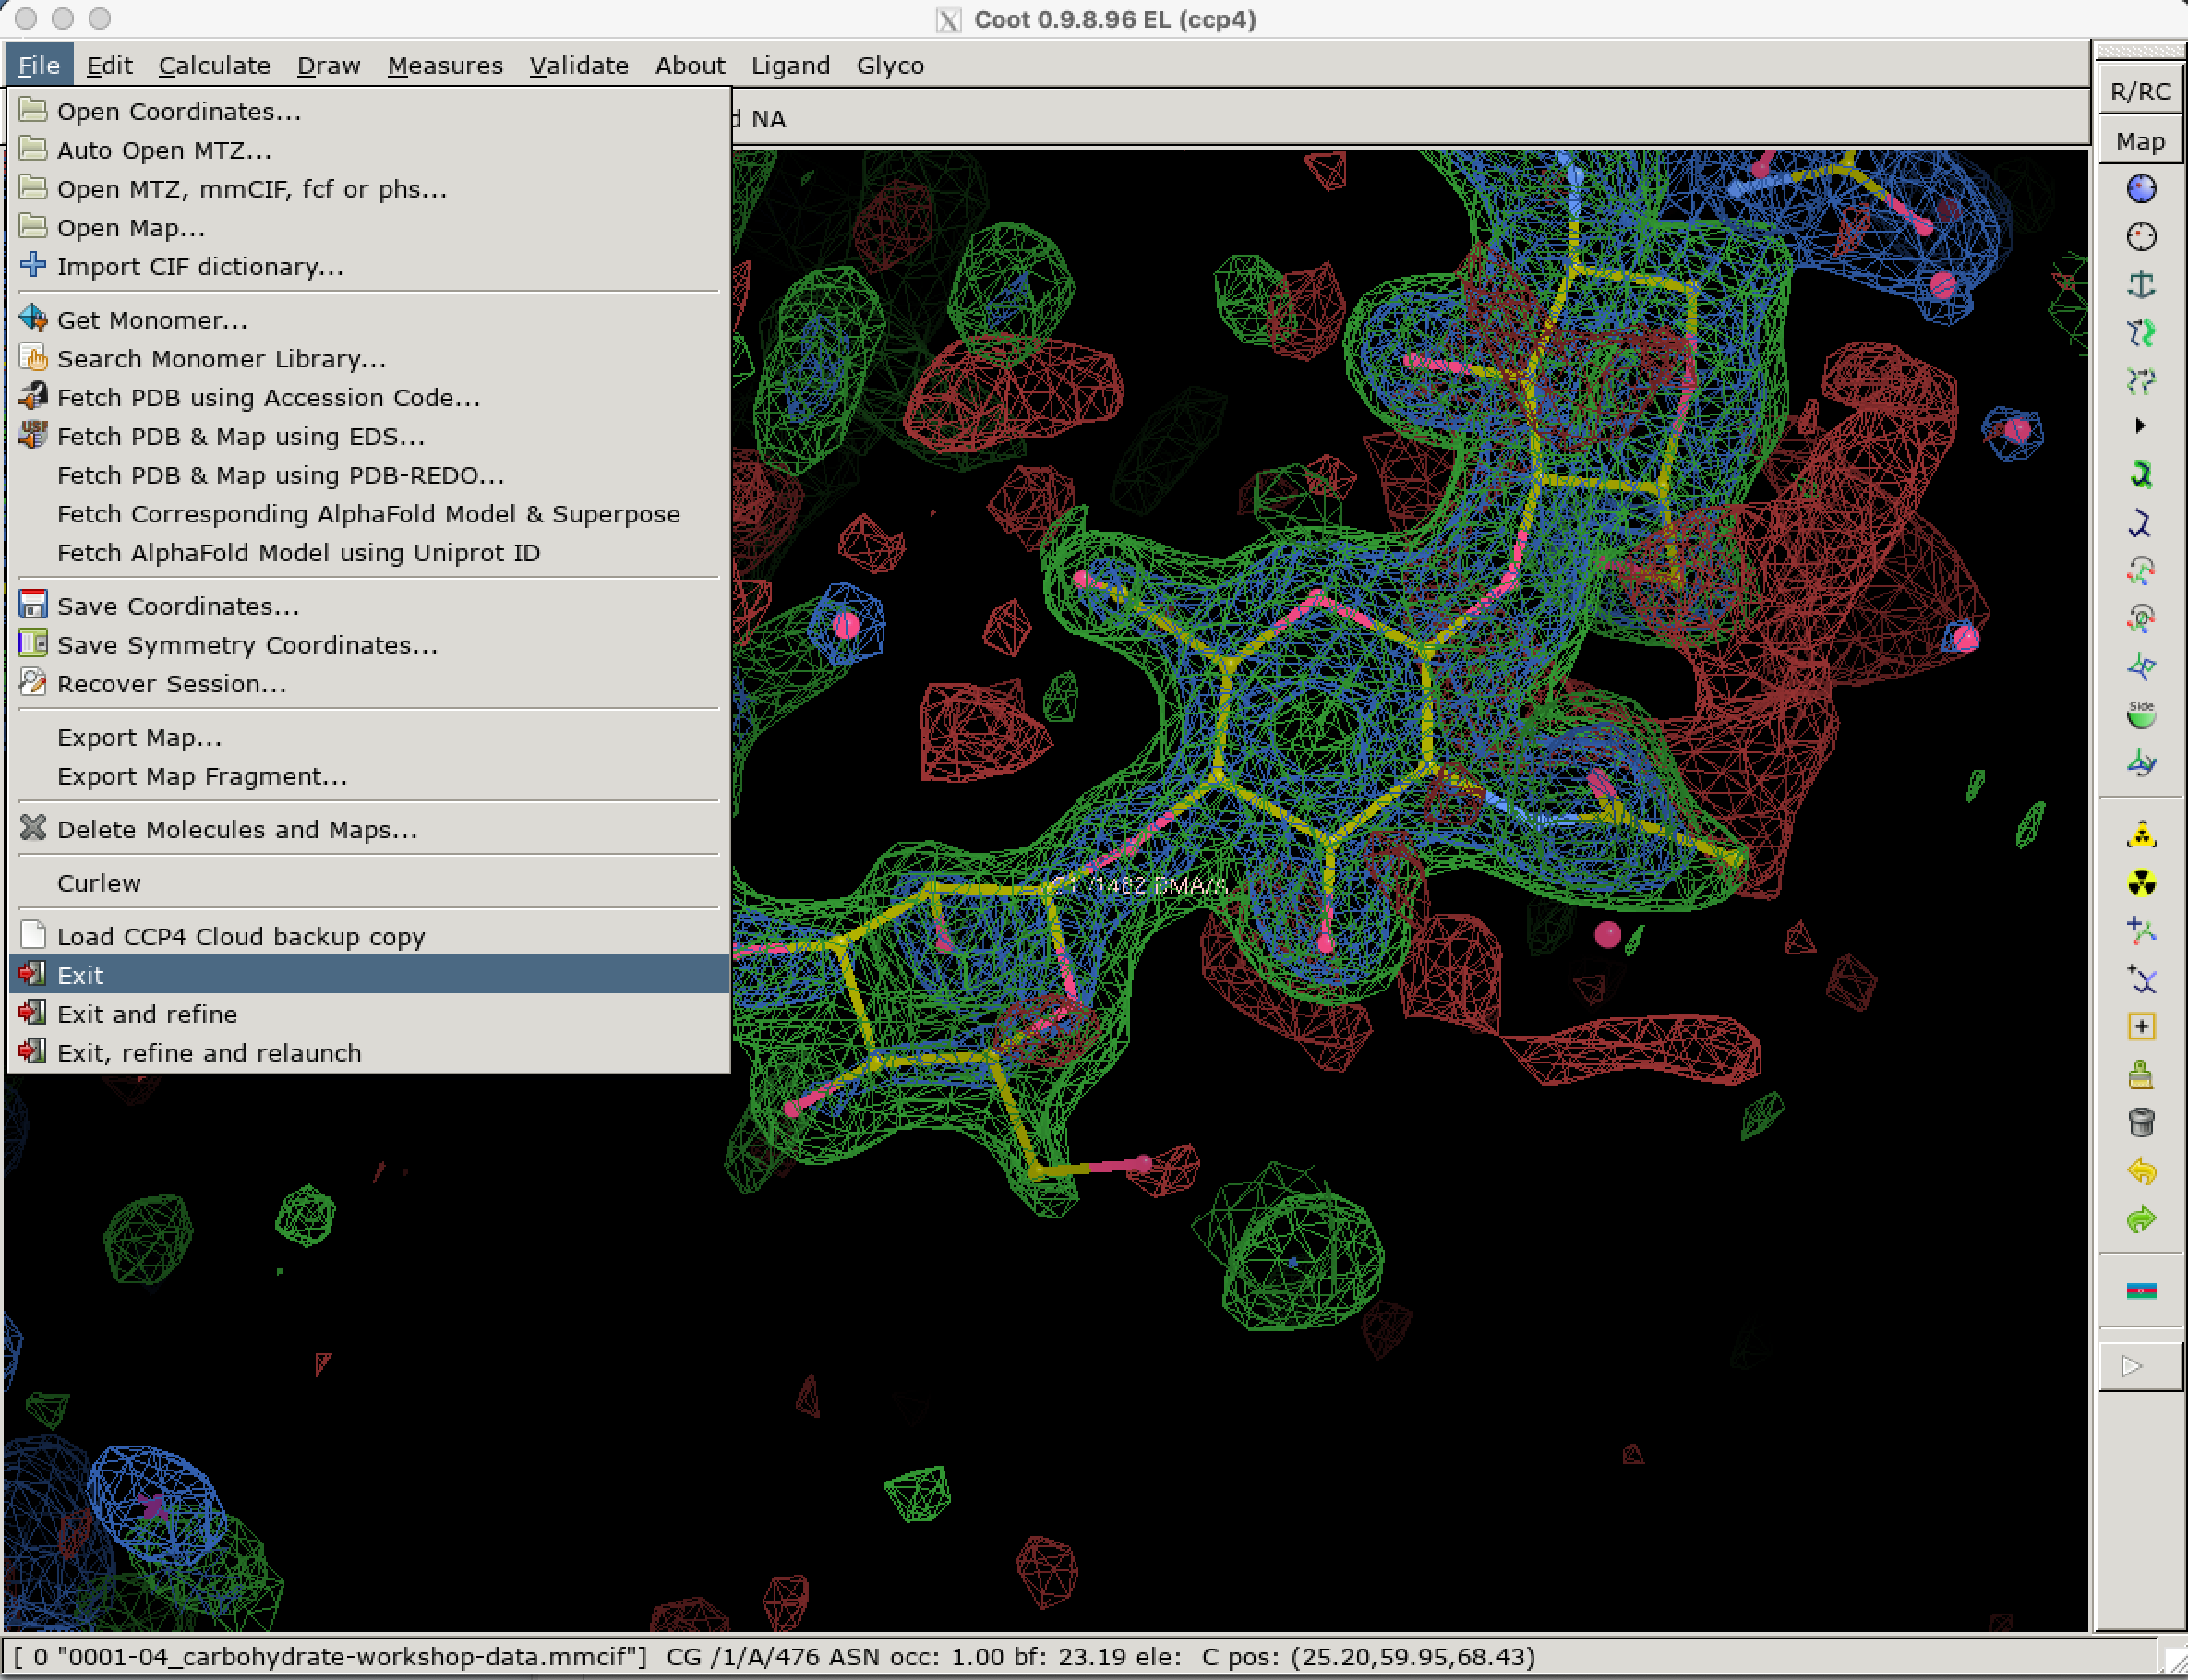 Coot 0.9.8.96 EL (ccp4)
File Edit Calculate Draw Measures Validate About Ligand Glyco
R/RC
Map
d NA
Open Coordinates...
Auto Open MTZ...
Open MTZ, mmCIF, fcf or phs...
Open Map...
Import CIF dictionary...
Get Monomer...
Search Monomer Library...
Fetch PDB using Accession Code...
Fetch PDB & Map using EDS...
Fetch PDB & Map using PDB-REDO...
Fetch Corresponding AlphaFold Model & Superpose
Fetch AlphaFold Model using Uniprot ID
Save Coordinates...
Save Symmetry Coordinates...
Recover Session...
Export Map...
Export Map Fragment...
Delete Molecules and Maps...
Curlew
Load CCP4 Cloud backup copy
Exit
Exit and refine
Exit, refine and relaunch
Side
/1482 BMA/A
[ 0 "0001-04_carbohydrate-workshop-data.mmcif"] CG /1/A/476 ASN occ: 1.00 bf: 23.19 ele: C pos: (25.20,59.95,68.43)